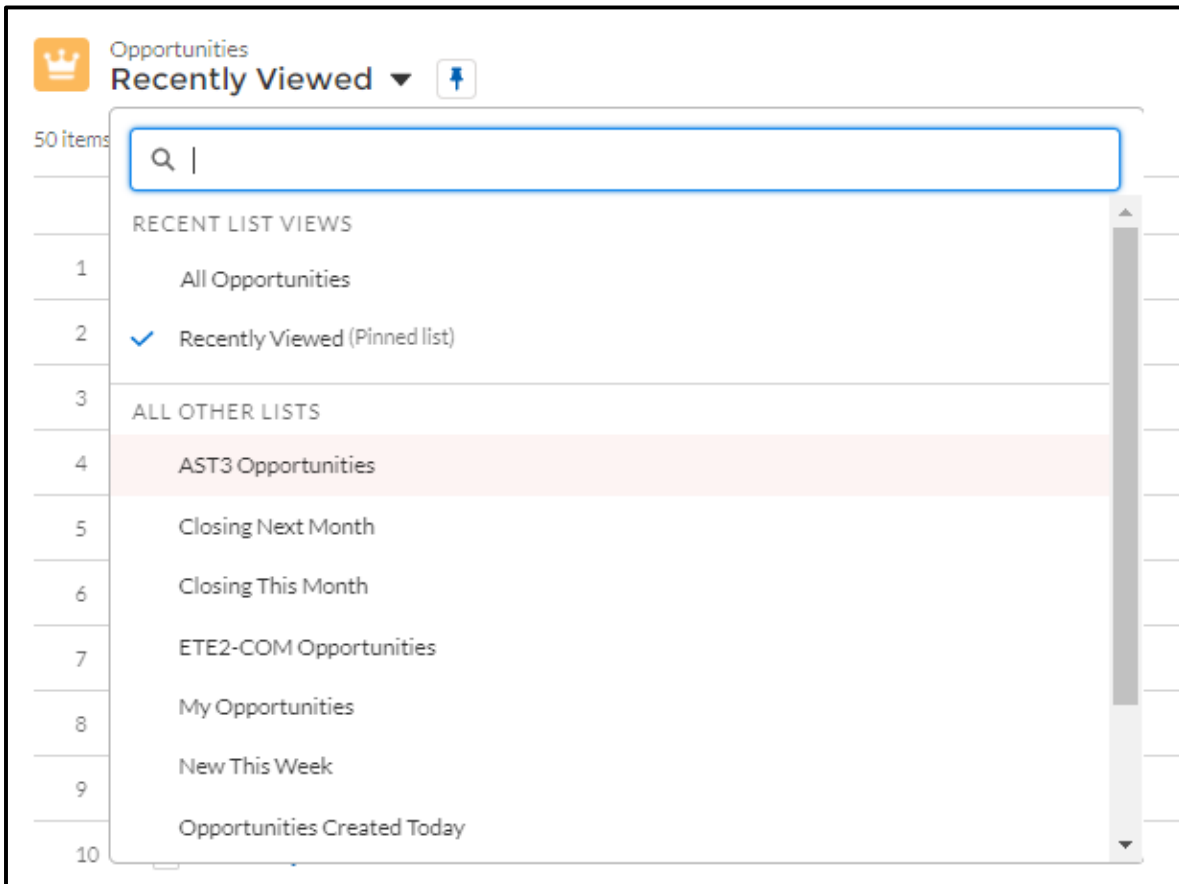 Opportunities
Recently Viewed
50 items
RECENT LIST VIEWS
1 All Opportunities
2 Recently Viewed (Pinned list)
3 ALL OTHER LISTS
4 AST3 Opportunities
5 Closing Next Month
6 Closing This Month
7 ETE2-COM Opportunities
8 My Opportunities
9 New This Week
10 Opportunities Created Today